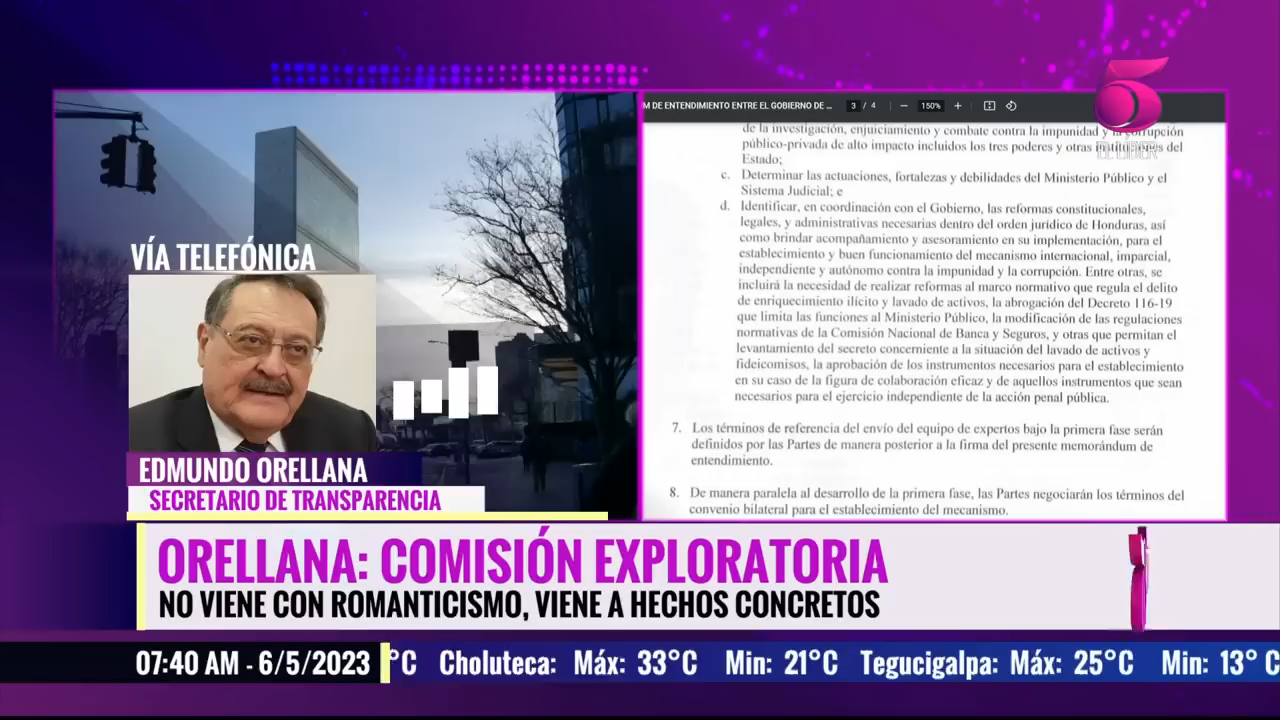 5
EL LÍDER
M DE ENTENDIMIENTO ENTRE EL GOBIERNO DE ...
3 / 4
150%
de la investigación, enjuiciamiento y combate contra la impunidad y la corrupción
público-privada de alto impacto incluidos los tres poderes y otras instituciones del
Estado;
c. Determinar las actuaciones, fortalezas y debilidades del Ministerio Público y el
Sistema Judicial; e
d. Identificar, en coordinación con el Gobierno, las reformas constitucionales,
legales, y administrativas necesarias dentro del orden jurídico de Honduras, así
como brindar acompañamiento y asesoramiento en su implementación, para el
establecimiento y buen funcionamiento del mecanismo internacional, imparcial,
independiente y autónomo contra la impunidad y la corrupción. Entre otras, se
incluirá la necesidad de realizar reformas al marco normativo que regula el delito
de enriquecimiento ilícito y lavado de activos, la abrogación del Decreto 116-19
que limita las funciones al Ministerio Público, la modificación de las regulaciones
normativas de la Comisión Nacional de Banca y Seguros, y otras que permitan el
levantamiento del secreto concerniente a la situación del lavado de activos y
fideicomisos, la aprobación de los instrumentos necesarios para el establecimiento
en su caso de la figura de colaboración eficaz y de aquellos instrumentos que sean
necesarios para el ejercicio independiente de la acción penal pública.
7. Los términos de referencia del envío del equipo de expertos bajo la primera fase serán
definidos por las Partes de manera posterior a la firma del presente memorándum de
entendimiento.
8. De manera paralela al desarrollo de la primera fase, las Partes negociarán los términos del
convenio bilateral para el establecimiento del mecanismo.
VÍA TELEFÓNICA
EDMUNDO ORELLANA
SECRETARIO DE TRANSPARENCIA
ORELLANA: COMISIÓN EXPLORATORIA
NO VIENE CON ROMANTICISMO, VIENE A HECHOS CONCRETOS
07:40 AM - 6/5/2023 °C Choluteca: Máx: 33°C Min: 21°C Tegucigalpa: Máx: 25°C Min: 13° C